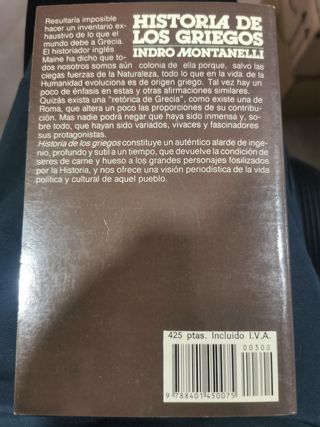 HISTORIA DE
LOS GRIEGOS
INDRO MONTANELLI
Resultaría imposible
hacer un inventario ex-
haustivo de lo que el
mundo debe a Grecia.
El historiador inglés
Maine ha dicho que to-
dos nosotros somos aún colonia de ella porque, salvo las
ciegas fuerzas de la Naturaleza, todo lo que en la vida de la
Humanidad evoluciona es de origen griego. Tal vez hay un
poco de énfasis en estas y otras afirmaciones similares.
Quizás exista una "retórica de Grecia", como existe una de
Roma, que altera un poco las proporciones de su contribu-
ción. Mas nadie podrá negar que haya sido inmensa y, so-
bre todo, que hayan sido variados, vivaces y fascinadores
sus protagonistas.
Historia de los griegos constituye un auténtico alarde de inge-
nio, profundo y sutil a un tiempo, que devuelve la condición de
seres de carne y hueso a los grandes personajes fosilizados
por la Historia, y nos ofrece una visión periodística de la vida
política y cultural de aquel pueblo.
425 ptas. Incluido I.V.A.
00300
9 788401 450075